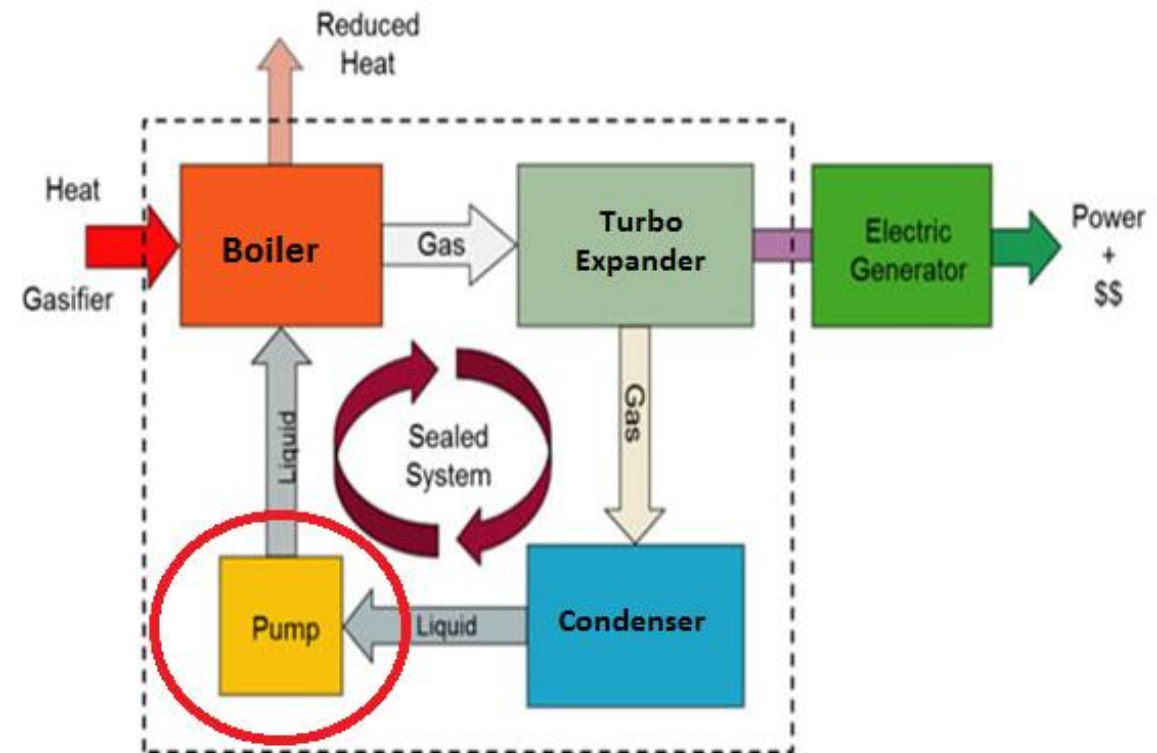 Reduced
Heat
Heat
Gasifier
Boiler
Gas
Turbo
Expander
Electric
Generator
Power
+
$$
Liquid
Sealed
System
Gas
Pump
Liquid
Condenser